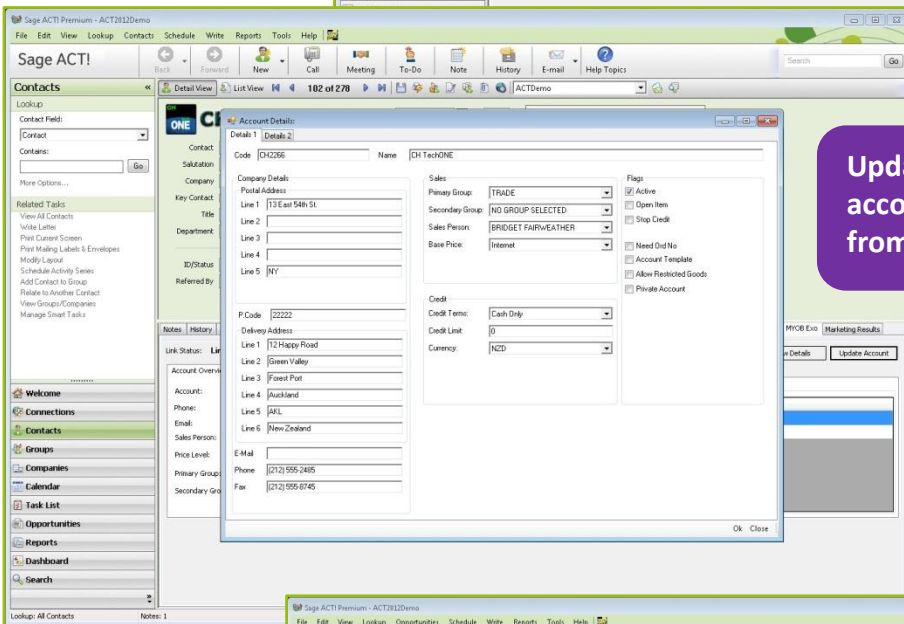 Sage ACT! Premium - ACT2012Demo
File Edit View Lookup Contacts Schedule Write Reports Tools Help
Sage ACT!
Back Forward New Call Meeting To-Do Note History E-mail Help Topics
Search Go
Contacts «
Detail View List View 102 of 278 ACTDemo
Lookup
Contact Field:
Contact
Contains:
Go
More Options...
Related Tasks
View All Contacts
Write Letter
Print Current Screen
Print Mailing Labels & Envelopes
Modify Layout
Schedule Activity Series
Add Contact to Group
Relate to Another Contact
View Groups/Companies
Manage Smart Tasks
Welcome
Connections
Contacts
Groups
Companies
Calendar
Task List
Opportunities
Reports
Dashboard
Search
Lookup: All Contacts Notes: 1
CH
ONE
Contact
Salutation
Company
Key Contact
Title
Department
ID/Status
Referred By
Notes History
MYOB Exo Marketing Results
Link Status:
Details Update Account
Account Overvi
Account:
Phone:
Email:
Sales Person:
Price Level:
Primary Group:
Secondary Gro
Account Details:
Details 1 Details 2
Code CH2266 Name CH TechONE
Company Details
Postal Address
Line 1 13 East 54th St.
Line 2
Line 3
Line 4
Line 5 NY
P.Code 22222
Delivery Address
Line 1 12 Happy Road
Line 2 Green Valley
Line 3 Forest Port
Line 4 Auckland
Line 5 AKL
Line 6 New Zealand
E-Mail
Phone (212) 555-2485
Fax (212) 555-8745
Sales
Primary Group: TRADE
Secondary Group: NO GROUP SELECTED
Sales Person: BRIDGET FAIRWEATHER
Base Price: Internet
Credit
Credit Terms: Cash Only
Credit Limit: 0
Currency: NZD
Flags
Active
Open Item
Stop Credit
Need Ord No
Account Template
Allow Restricted Goods
Private Account
Ok Close
Upda
acco
from
Sage ACT! Premium - ACT2012Demo
File Edit View Lookup Opportunities Schedule Write Reports Tools Help